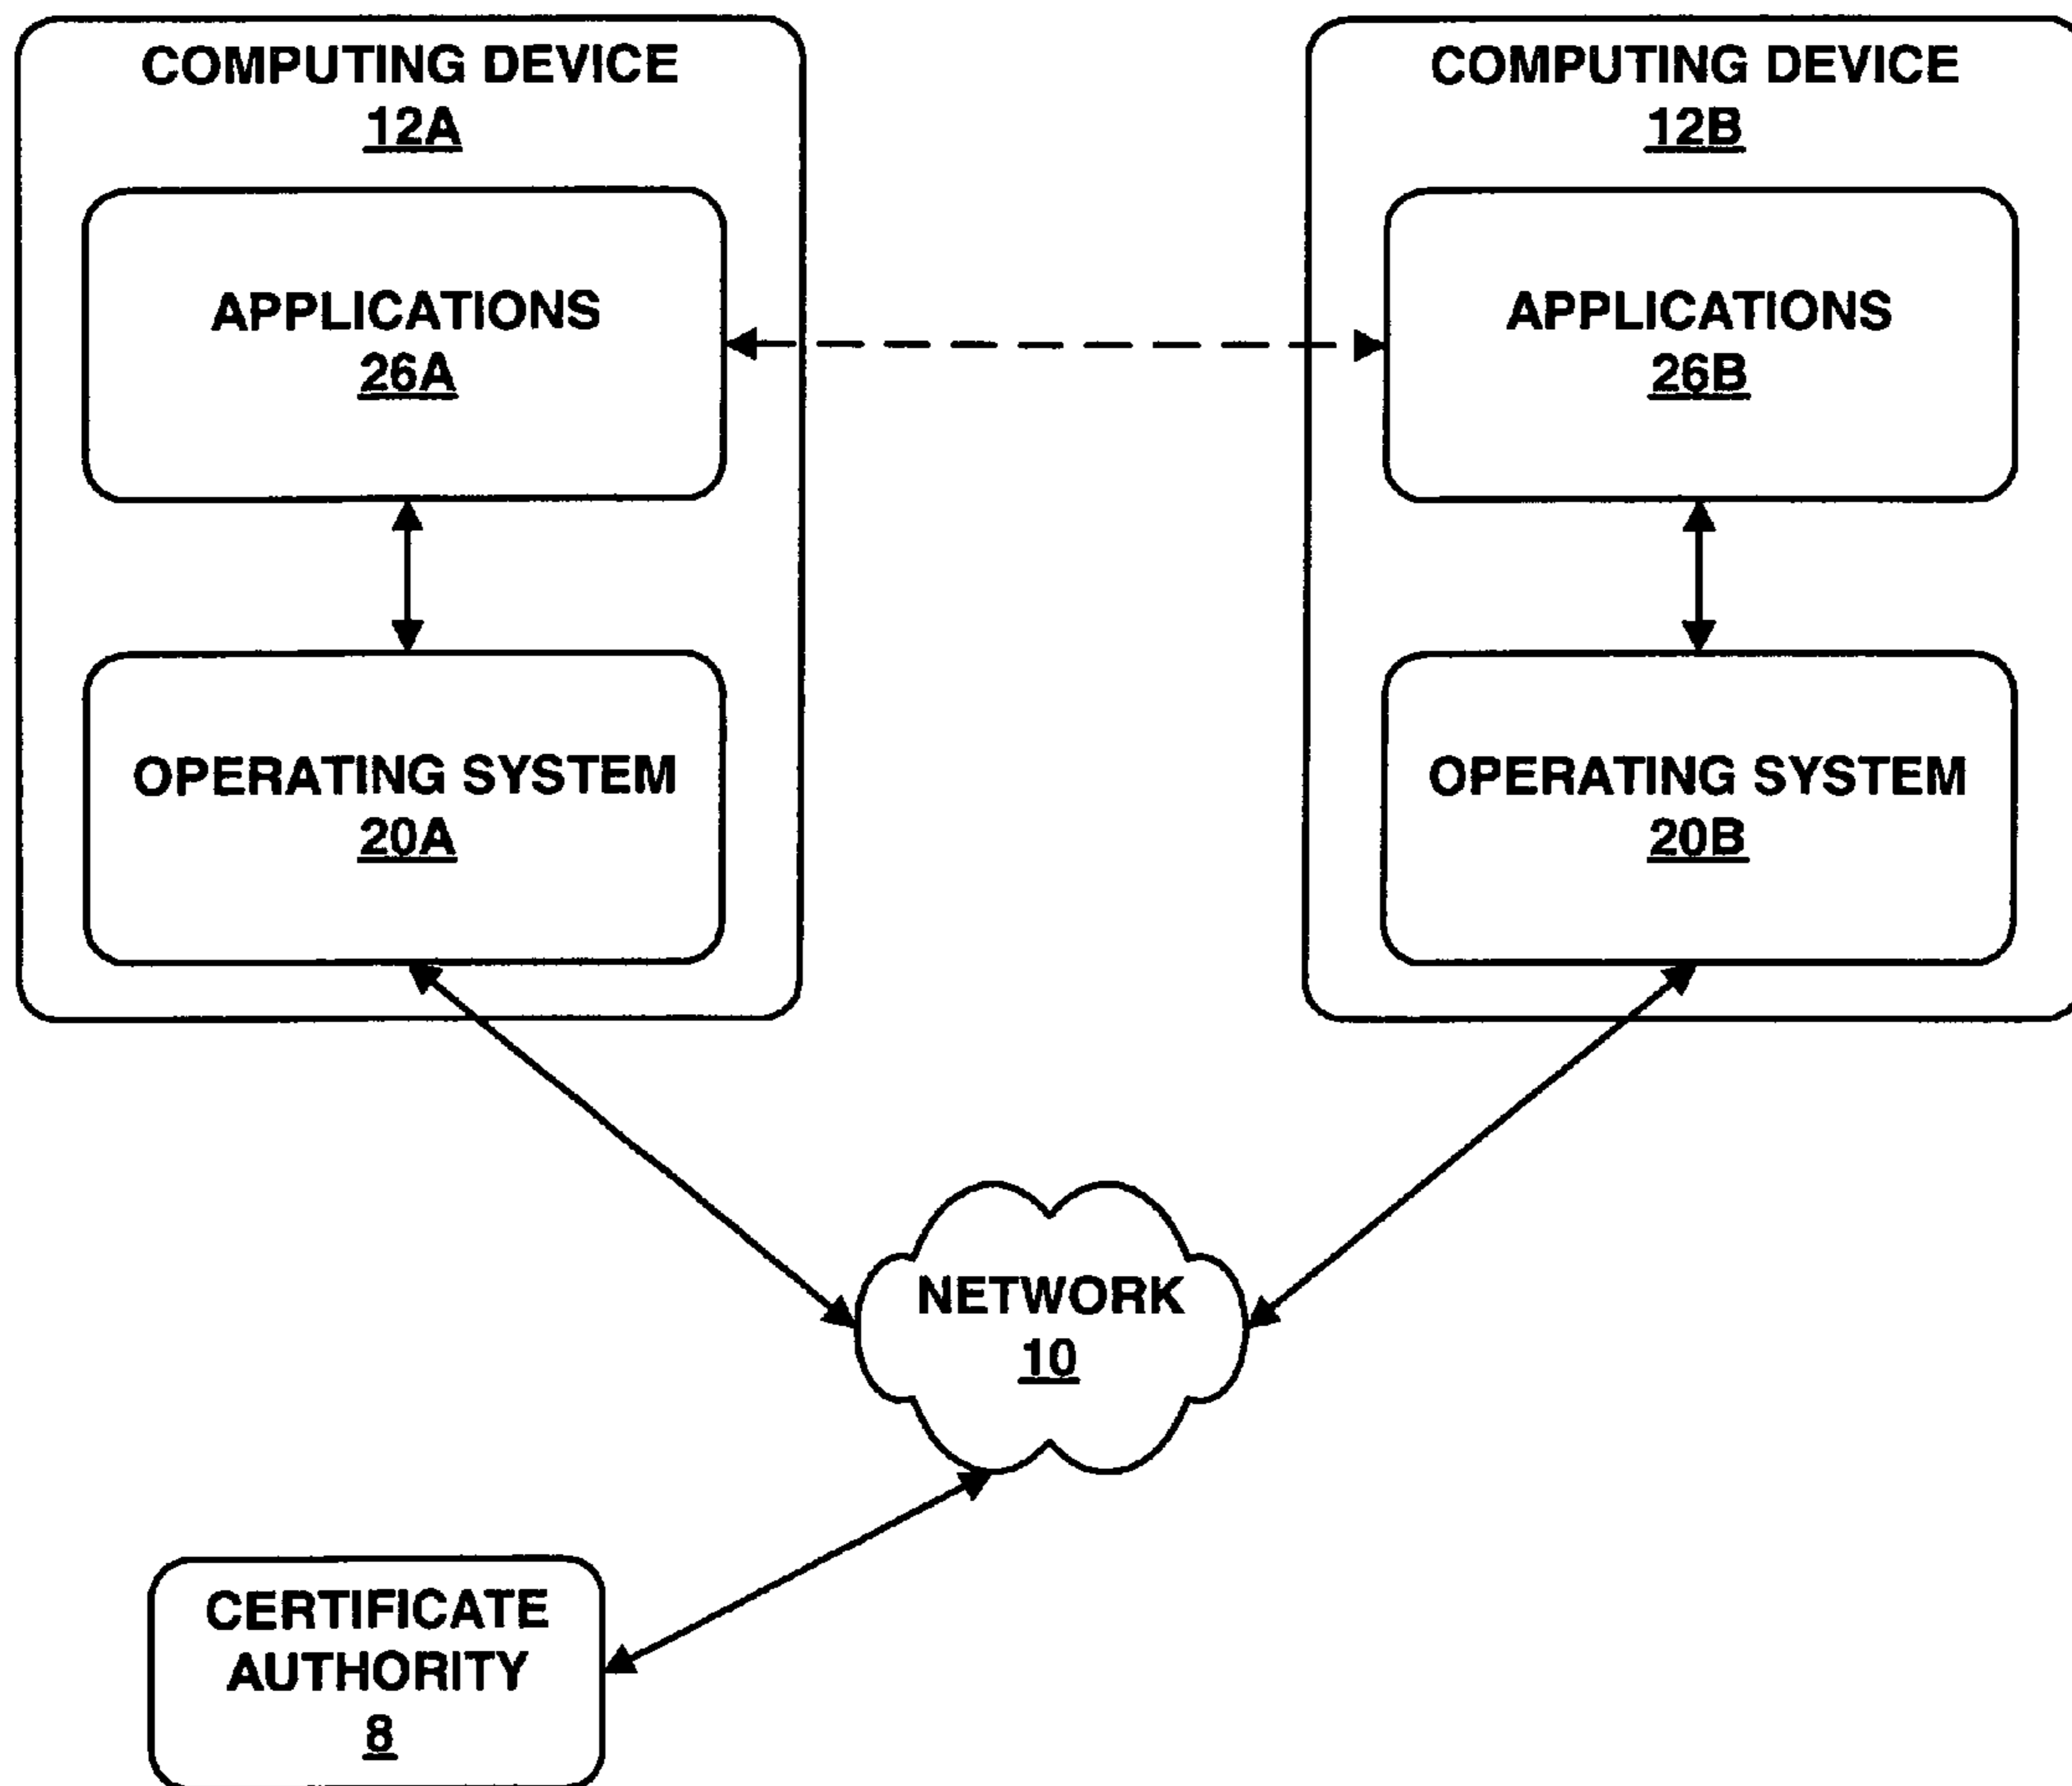 COMPUTING DEVICE
12A
APPLICATIONS
26A
OPERATING SYSTEM
20A
COMPUTING DEVICE
12B
APPLICATIONS
26B
OPERATING SYSTEM
20B
NETWORK
10
CERTIFICATE
AUTHORITY
8